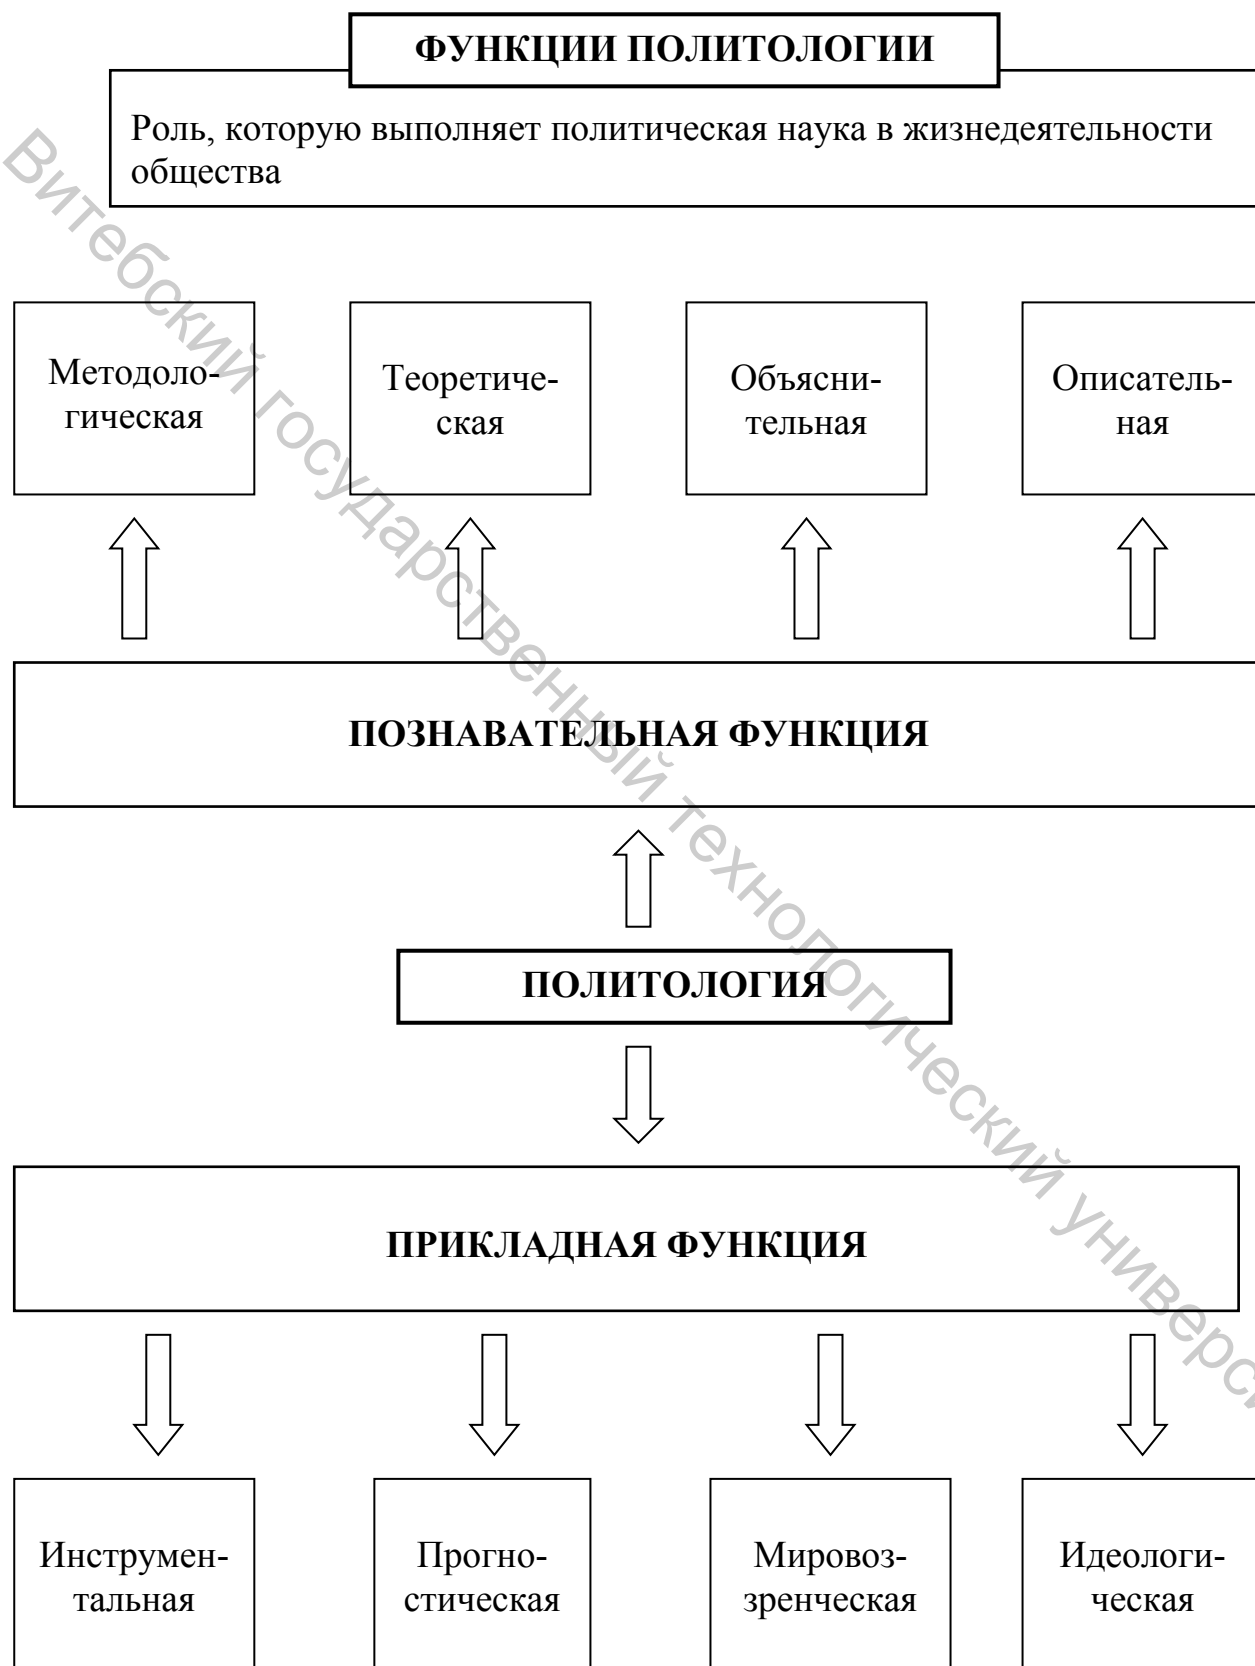 ФУНКЦИИ ПОЛИТОЛОГИИ
Роль, которую выполняет политическая наука в жизнедеятельности
общества
Методоло-
гическая
Теоретиче-
ская
Объясни-
тельная
Описатель-
ная
ПОЗНАВАТЕЛЬНАЯ ФУНКЦИЯ
ПОЛИТОЛОГИЯ
ПРИКЛАДНАЯ ФУНКЦИЯ
Инструмен-
тальная
Прогно-
стическая
Мировоз-
зренческая
Идеологи-
ческая
Витебский государственный технологический универси